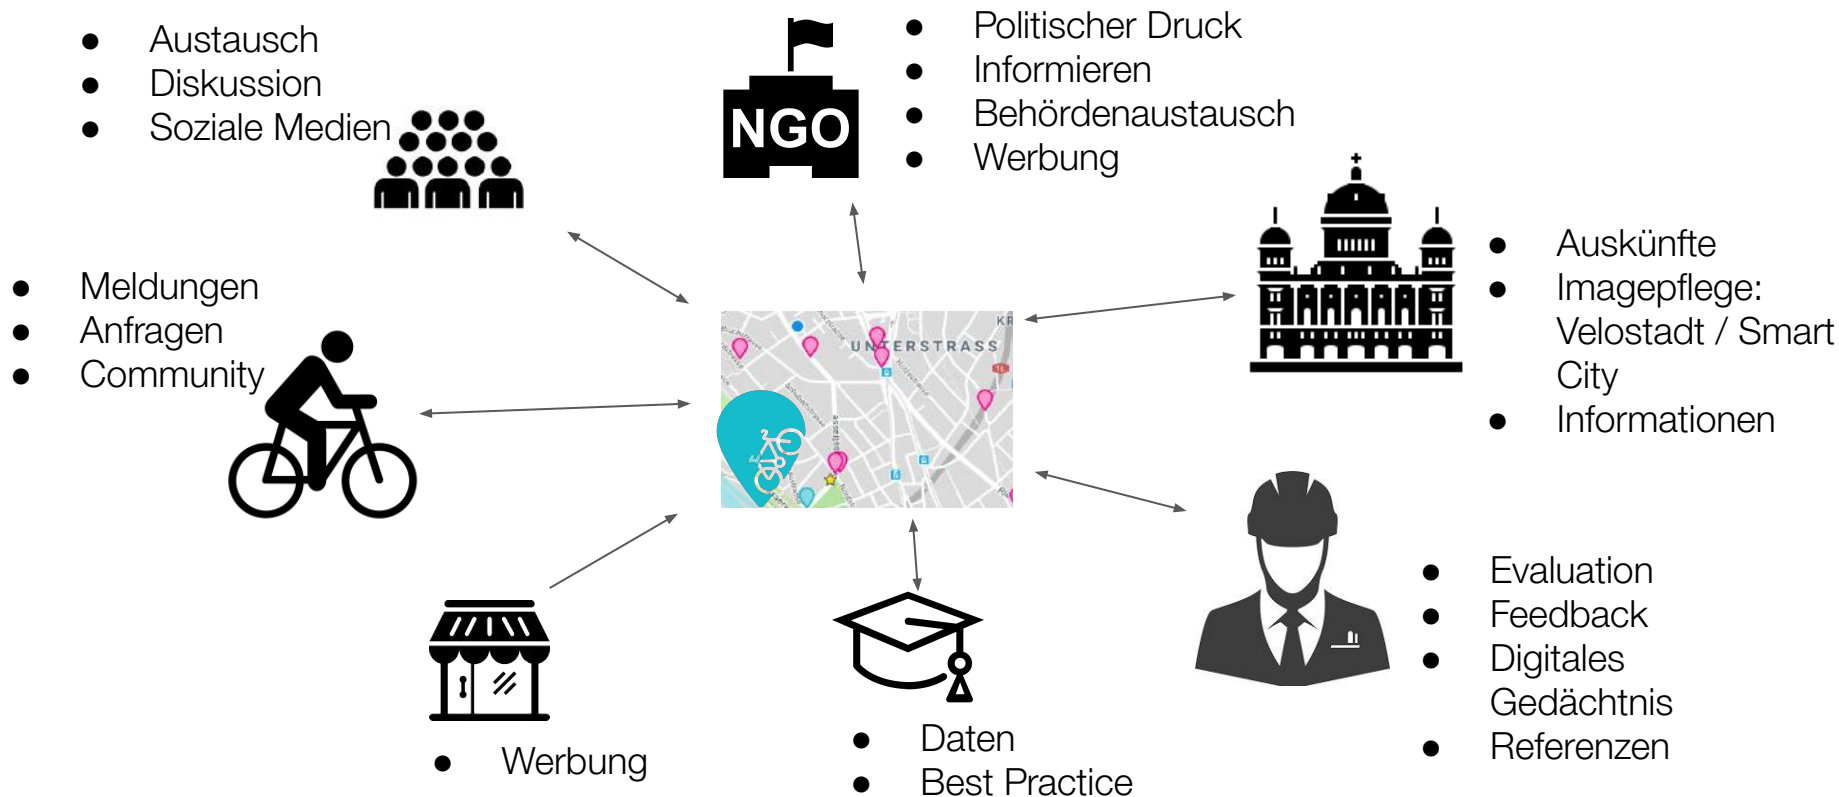 ● Austausch
● Diskussion
● Soziale Medien
NGO
● Politischer Druck
● Informieren
● Behördenaustausch
● Werbung
● Meldungen
● Anfragen
● Community
UNTERSTRASS
KR
● Auskünfte
● Imagepflege:
Velostadt / Smart
City
● Informationen
● Evaluation
● Feedback
● Digitales
Gedächtnis
● Referenzen
● Werbung
● Daten
● Best Practice